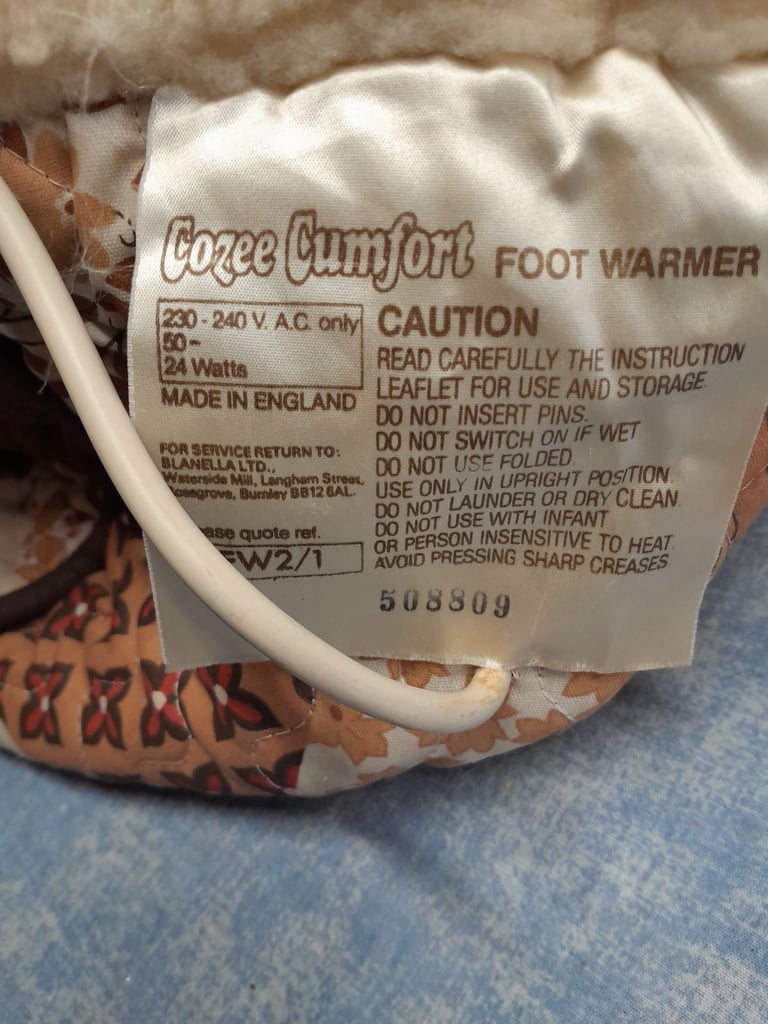 Cozee Cumfort FOOT WARMER
230-240 V. A.C. only
50~
24 Watts
MADE IN ENGLAND
FOR SERVICE RETURN TO:
BLANELLA LTD.,
Waterside Mill, Langham Street,
Burnley BB12 6AL.
quote ref.
FW2/1
CAUTION
READ CAREFULLY THE INSTRUCTION
LEAFLET FOR USE AND STORAGE.
DO NOT INSERT PINS.
DO NOT SWITCH ON IF WET
DO NOT USE FOLDED.
USE ONLY IN UPRIGHT POSITION.
DO NOT LAUNDER OR DRY CLEAN
DO NOT USE WITH INFANT
OR PERSON INSENSITIVE TO HEAT.
AVOID PRESSING SHARP CREASES.
508809